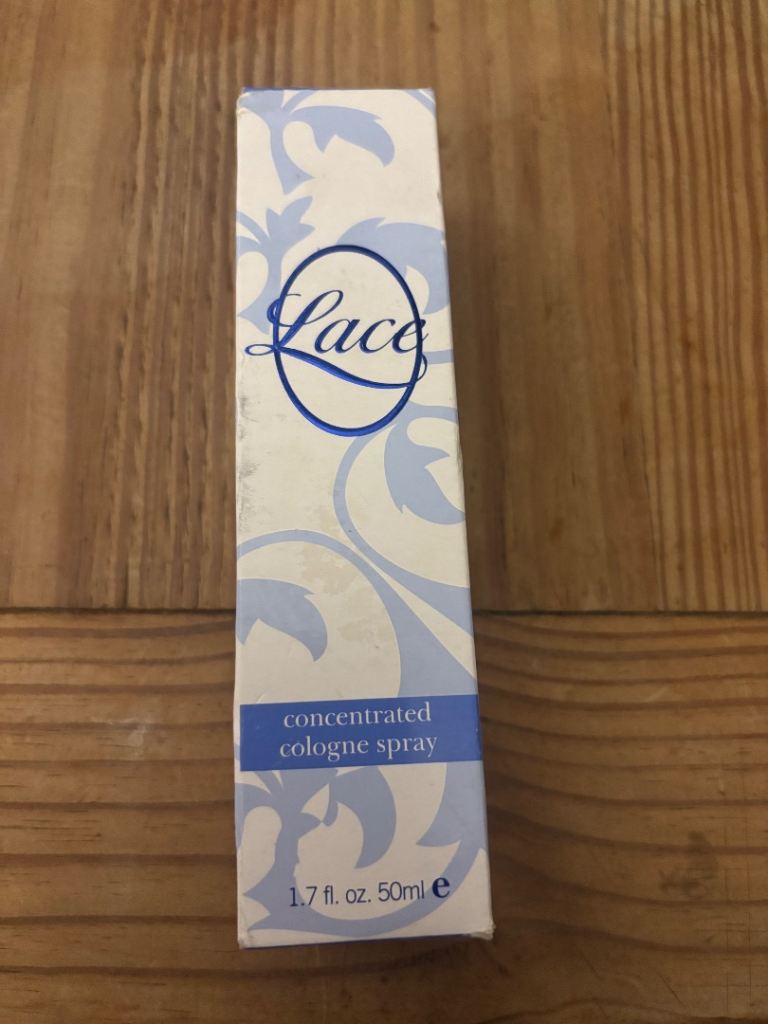 Lace
concentrated
cologne spray
1.7 fl. oz. 50ml e